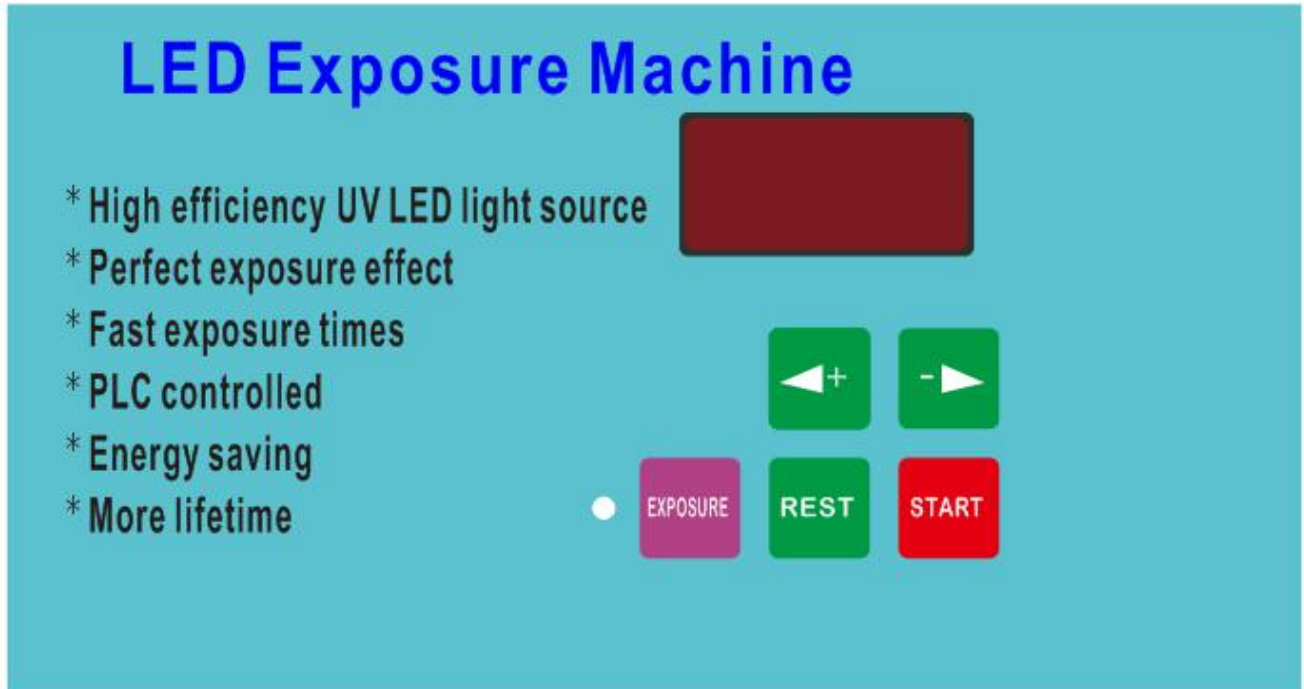 LED Exposure Machine
* High efficiency UV LED light source
* Perfect exposure effect
* Fast exposure times
* PLC controlled
* Energy saving
* More lifetime
+
-
EXPOSURE
REST
START